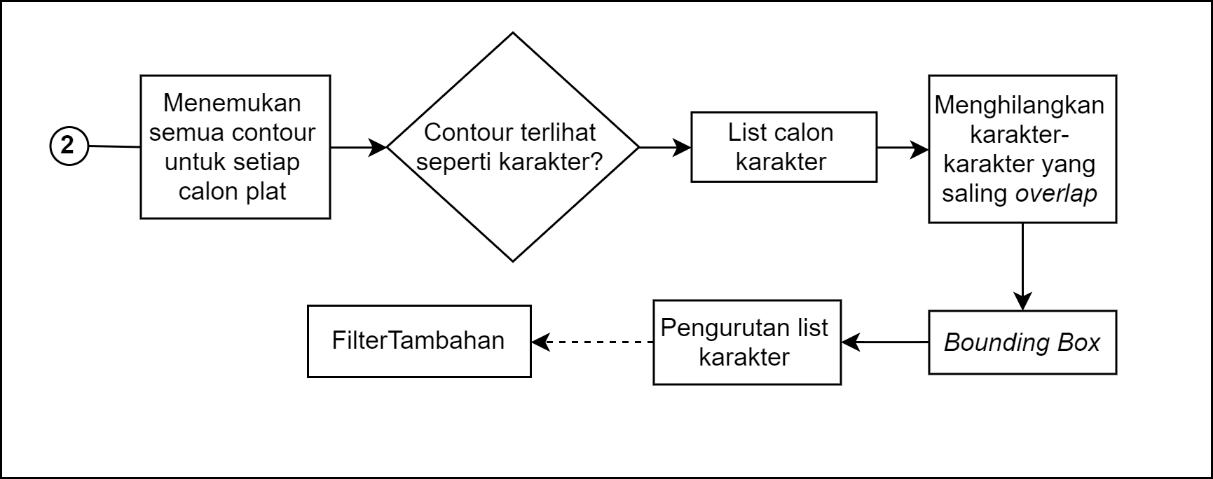 2
Menemukan
semua contour
untuk setiap
calon plat
Contour terlihat
seperti karakter?
List calon
karakter
Menghilangkan
karakter-
karakter yang
saling overlap
Bounding Box
Pengurutan list
karakter
FilterTambahan